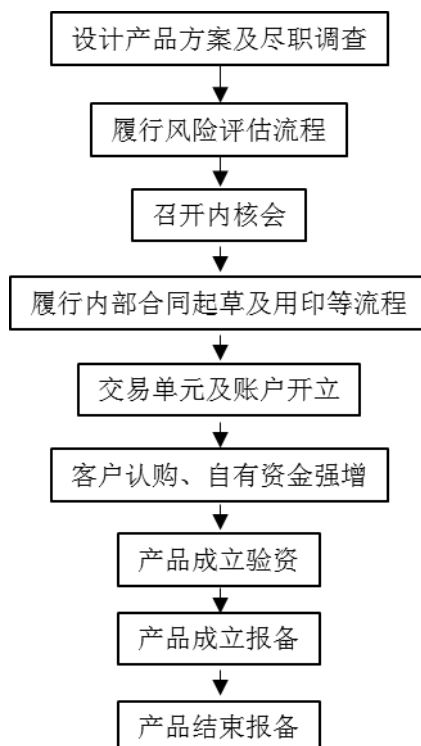 设计产品方案及尽职调查
履行风险评估流程
召开内核会
履行内部合同起草及用印等流程
交易单元及账户开立
客户认购、自有资金强增
产品成立验资
产品成立报备
产品结束报备